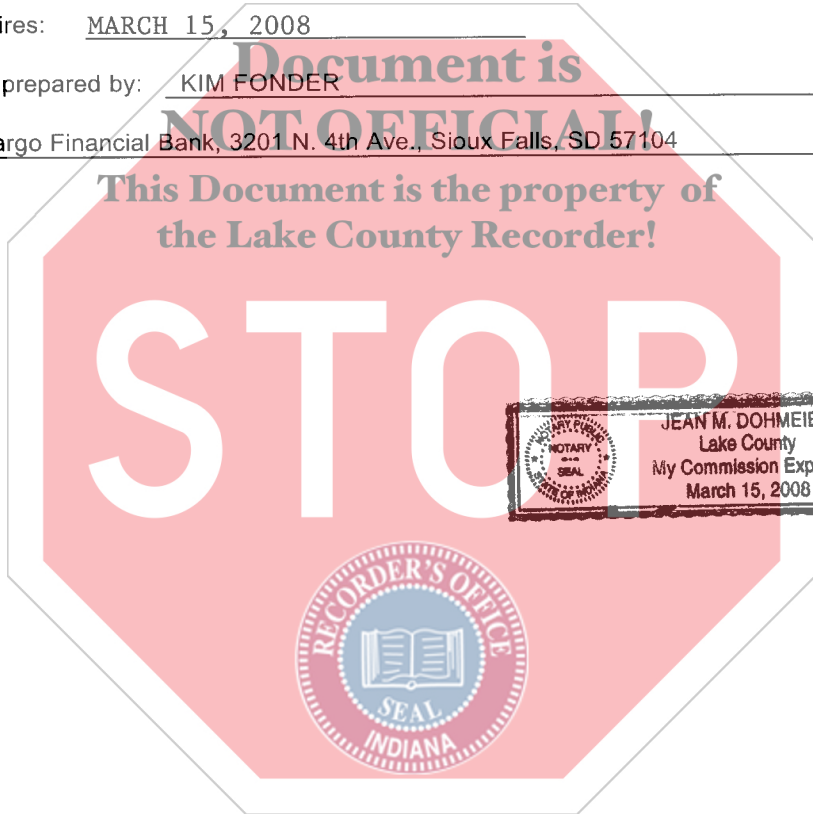 ires: MARCH 15, 2008
Document is
prepared by: KIM FONDER
NOT OFFICIAL!
argo Financial Bank, 3201 N. 4th Ave., Sioux Falls, SD 57104
This Document is the property of
the Lake County Recorder!
STOP
JEAN M. DOHMEIE
Lake County
My Commission Exp
March 15, 2008
NOTARY PUBLIC
NOTARY
SEAL
STATE OF INDIANA
RECORDER'S OFFICE
SEAL
INDIANA